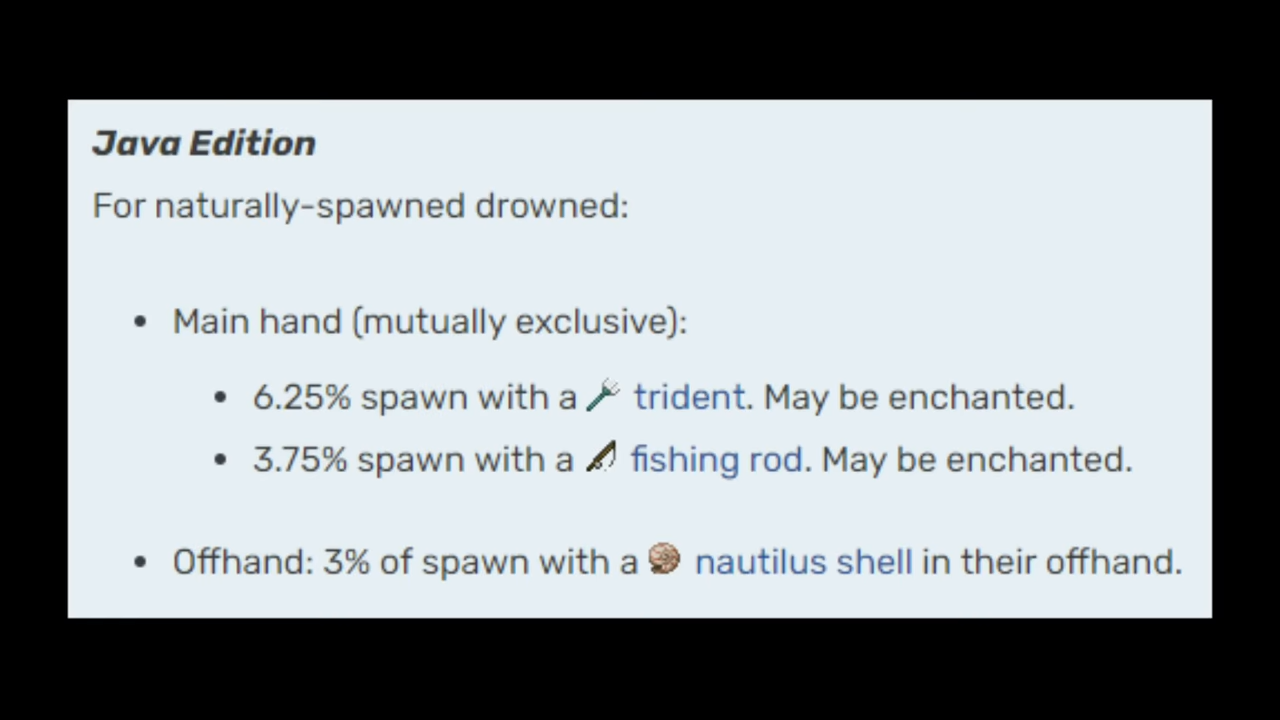 Java Edition
For naturally-spawned drowned:
• Main hand (mutually exclusive):
• 6.25% spawn with a trident. May be enchanted.
• 3.75% spawn with a fishing rod. May be enchanted.
• Offhand: 3% of spawn with a nautilus shell in their offhand.